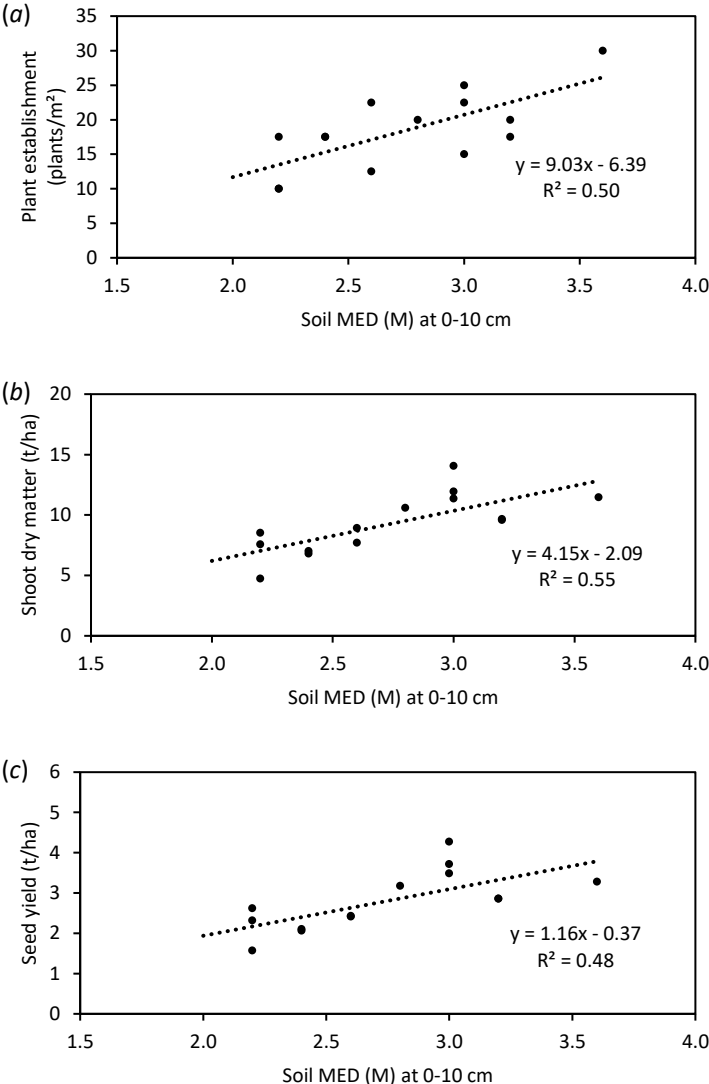 (a)
35
30
25
20
15
10
5
0
Plant establishment
(plants/m²)
y = 9.03x - 6.39
R² = 0.50
1.5 2.0 2.5 3.0 3.5 4.0
Soil MED (M) at 0-10 cm
(b)
20
15
10
5
0
Shoot dry matter (t/ha)
y = 4.15x - 2.09
R² = 0.55
1.5 2.0 2.5 3.0 3.5 4.0
Soil MED (M) at 0-10 cm
(c)
6
5
4
3
2
1
0
Seed yield (t/ha)
y = 1.16x - 0.37
R² = 0.48
1.5 2.0 2.5 3.0 3.5 4.0
Soil MED (M) at 0-10 cm